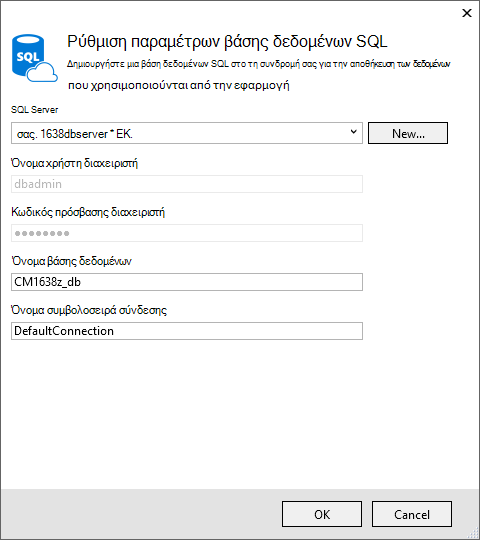 SQL
Ρύθμιση παραμέτρων βάσης δεδομένων SQL
Δημιουργήστε μια βάση δεδομένων SQL στο τη συνδρομή σας για την αποθήκευση των δεδομένων
που χρησιμοποιούνται από την εφαρμογή
SQL Server
σας. 1638dbserver * ΕΚ.
New...
Όνομα χρήστη διαχειριστή
dbadmin
Κωδικός πρόσβασης διαχειριστή
●●●●●●●●
Όνομα βάσης δεδομένων
CM1638z_db
Όνομα συμβολοσειρά σύνδεσης
DefaultConnection
OK
Cancel